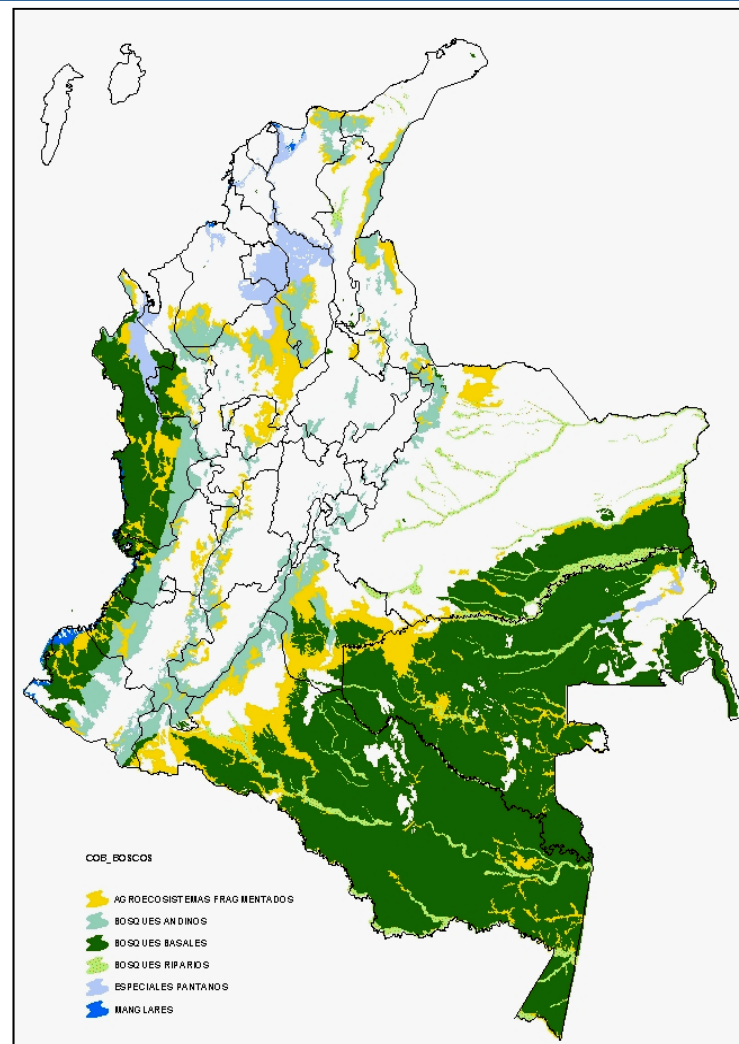 COB_BOSCOS
AGROECOSISTEMAS FRAGMENTADOS
BOSQUES ANDINOS
BOSQUES BASALES
BOSQUES RIPARIOS
ESPECIALES PANTANOS
MANGLARES